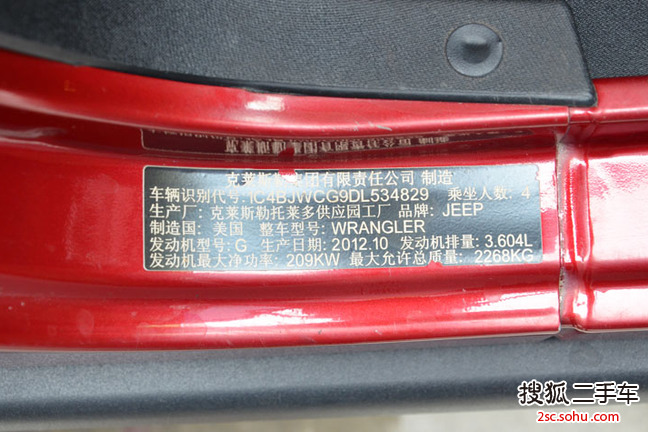 克莱斯勒集团有限责任公司 制造
车辆识别代号: 1C4BJWCG9DL534829 乘坐人数: 4
生产厂: 克莱斯勒托莱多供应园工厂 品牌: JEEP
制造国: 美国 整车型号: WRANGLER
发动机型号: G 生产日期: 2012.10 发动机排量: 3.604L
发动机最大净功率: 209KW 最大允许总质量: 2268KG
搜狐 二手车
2sc.sohu.com